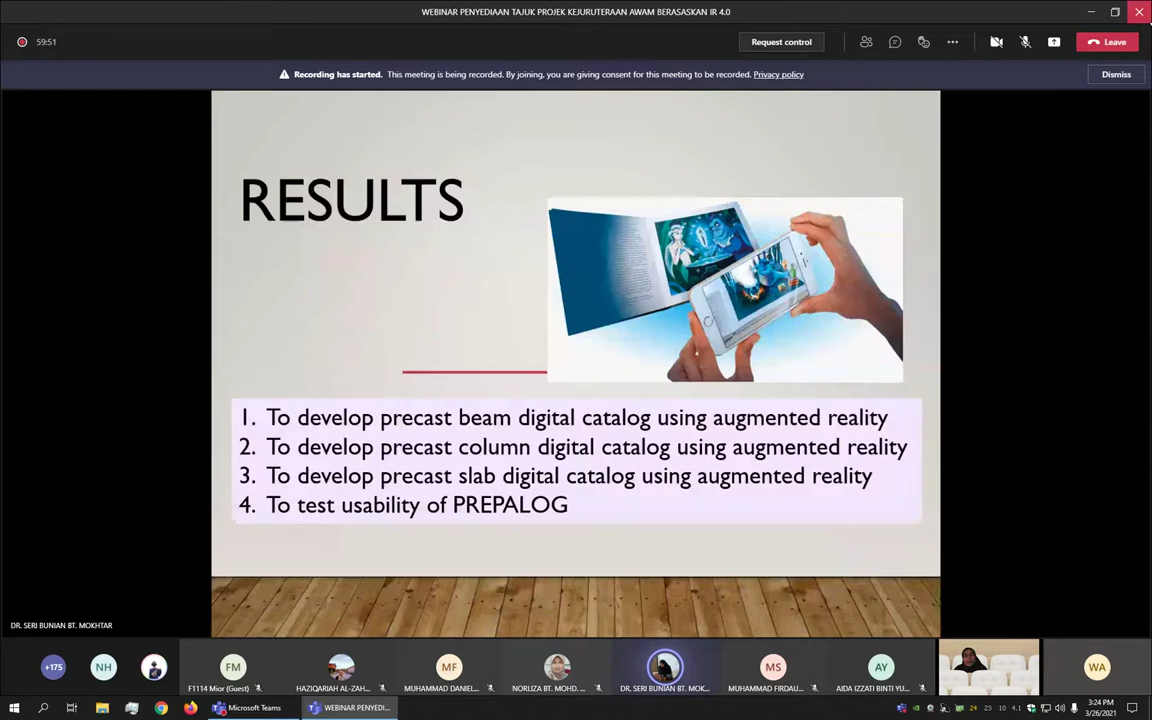 WEBINAR PENYEDIAAN TAJUK PROJEK KEJURUTERAAN AWAM BERASASKAN IR 4.0
59:51
Request control
Leave
Recording has started. This meeting is being recorded. By joining, you are giving consent for this meeting to be recorded. Privacy policy
Dismiss
RESULTS
1. To develop precast beam digital catalog using augmented reality
2. To develop precast column digital catalog using augmented reality
3. To develop precast slab digital catalog using augmented reality
4. To test usability of PREPALOG
DR. SERI BUNIAN BT. MOKHTAR
+175
NH
FM
MF
MS
AY
WA
F1114 Mior (Guest)
HAZIQARIAH AL-ZAH...
MUHAMMAD DANIEL...
NORLIZA BT. MOHD. ...
DR. SERI BUNIAN BT. MOK...
MUHAMMAD FIRDAU...
AIDA IZZATI BINTI YU...
Microsoft Teams
WEBINAR PENYEDI...
24 23 10 4.1
3:24 PM
3/26/2021